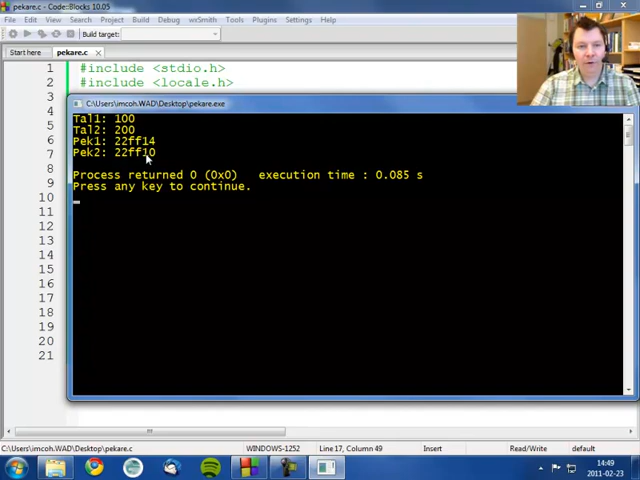 pekare.c - Code::Blocks 10.05
File Edit View Search Project Build Debug wxSmith Tools Plugins Settings Help
Build target:
Start here pekare.c
1 #include <stdio.h>
2 #include <locale.h>
3
4
5
6
7
8
9
10
11
12
13
14
15
16
17
18
19
20
21
C:\Users\imcoh.WAD\Desktop\pekare.exe
Tal1: 100
Tal2: 200
Pek1: 22ff14
Pek2: 22ff10
Process returned 0 (0x0) execution time : 0.085 s
Press any key to continue.
C:\Users\imcoh.WAD\Desktop\pekare.c WINDOWS-1252 Line 17, Column 49 Insert Read/Write default
14:49
2011-02-23